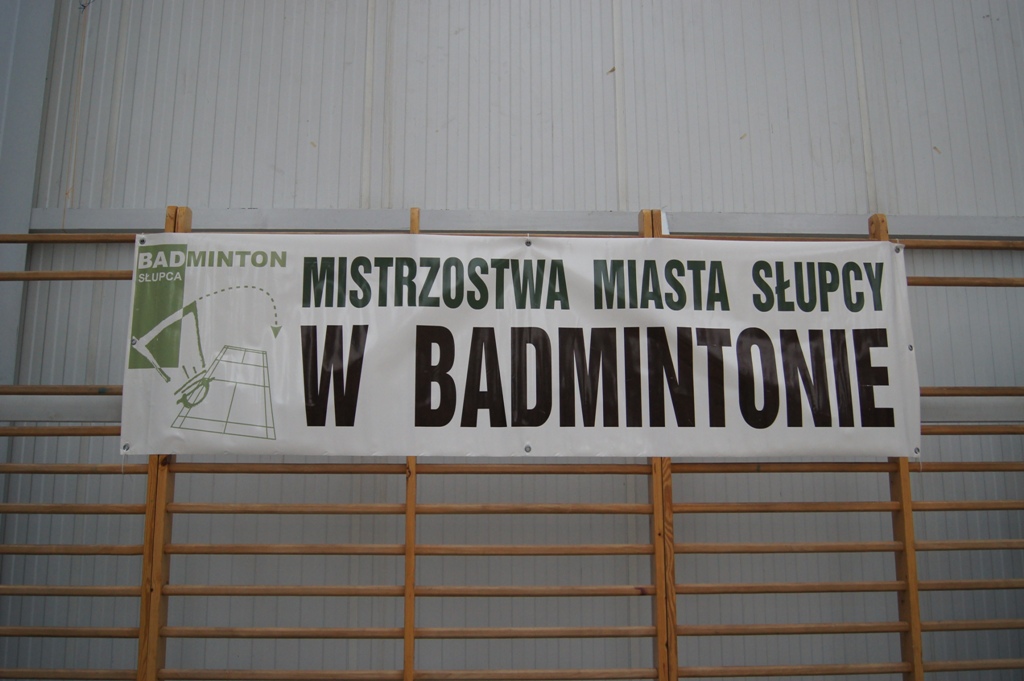 BADMINTON
SŁUPCA
MISTRZOSTWA MIASTA SŁUPCY
W BADMINTONIE